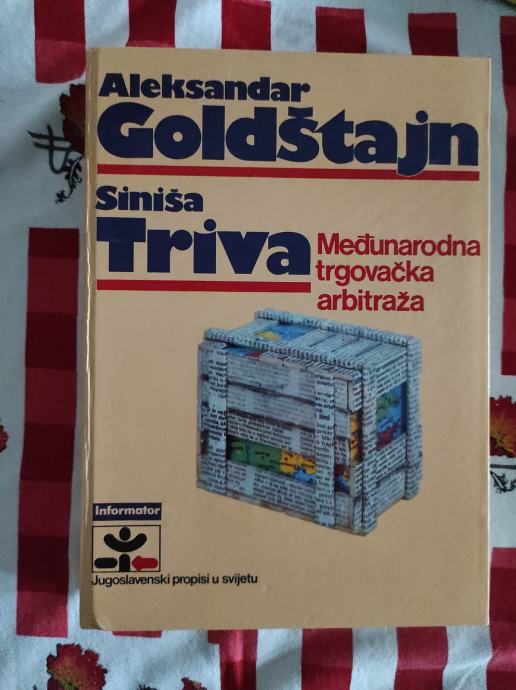 Aleksandar
Goldštajn
Siniša
Triva
Međunarodna
trgovačka
arbitraža
informator
Jugoslavenski propisi u svijetu